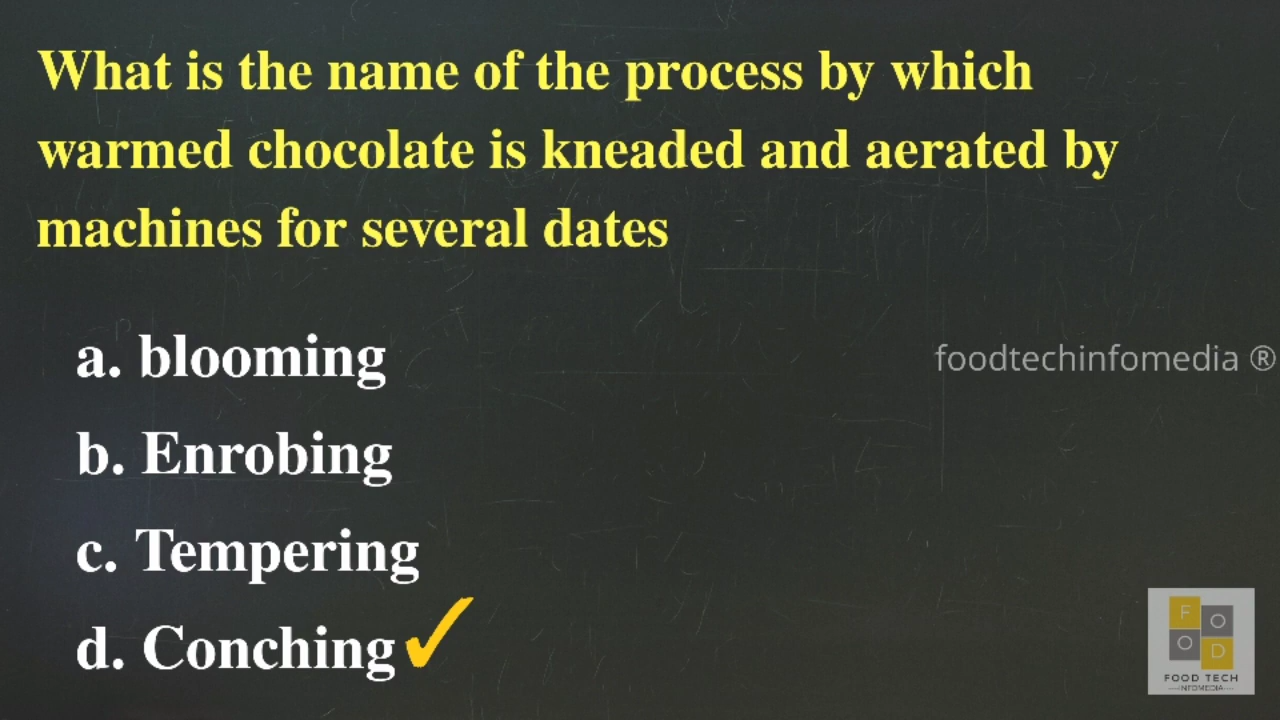 What is the name of the process by which
warmed chocolate is kneaded and aerated by
machines for several dates
a. blooming
b. Enrobing
c. Tempering
d. Conching
foodtechinfomedia ®
F O
O D
FOOD TECH
INFOMEDIA